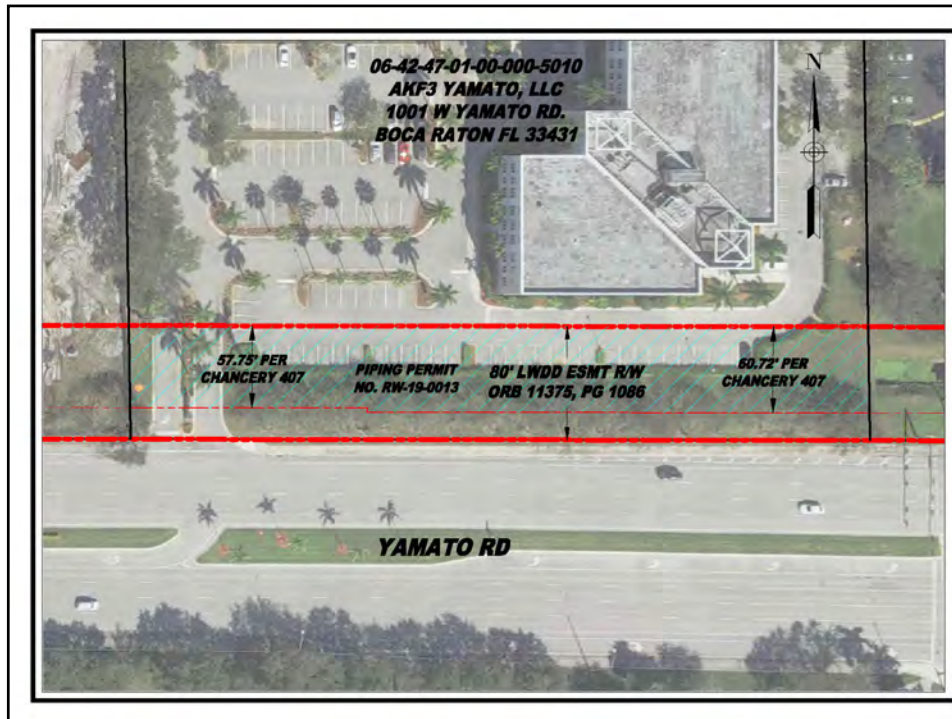 06-42-47-01-00-000-5010
AKF3 YAMATO, LLC
1001 W YAMATO RD.
BOCA RATON FL 33431
N
57.75' PER
CHANCERY 407
PIPING PERMIT
NO. RW-19-0013
80' LWDD ESMT R/W
ORB 11375, PG 1086
60.72' PER
CHANCERY 407
YAMATO RD